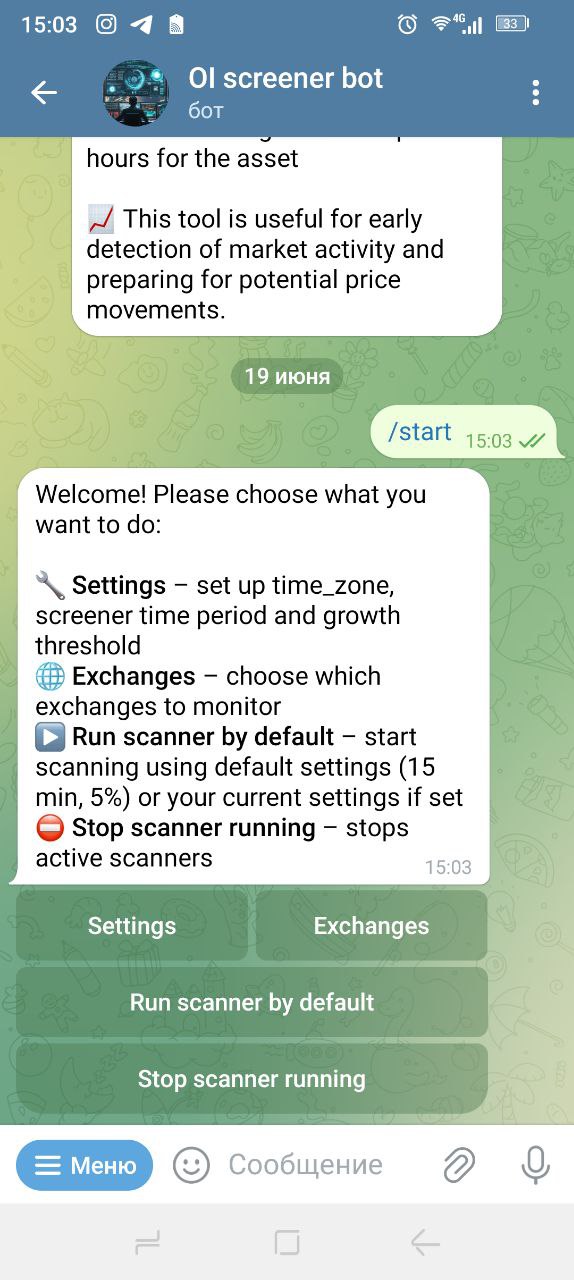 15:03
4G
33
OI screener bot
бот
hours for the asset
📈 This tool is useful for early
detection of market activity and
preparing for potential price
movements.
19 июня
/start
15:03
Welcome! Please choose what you
want to do:
🔧 Settings – set up time_zone,
screener time period and growth
threshold
🌐 Exchanges – choose which
exchanges to monitor
▶️ Run scanner by default – start
scanning using default settings (15
min, 5%) or your current settings if set
⛔ Stop scanner running – stops
active scanners
15:03
Settings
Exchanges
Run scanner by default
Stop scanner running
Меню
Сообщение